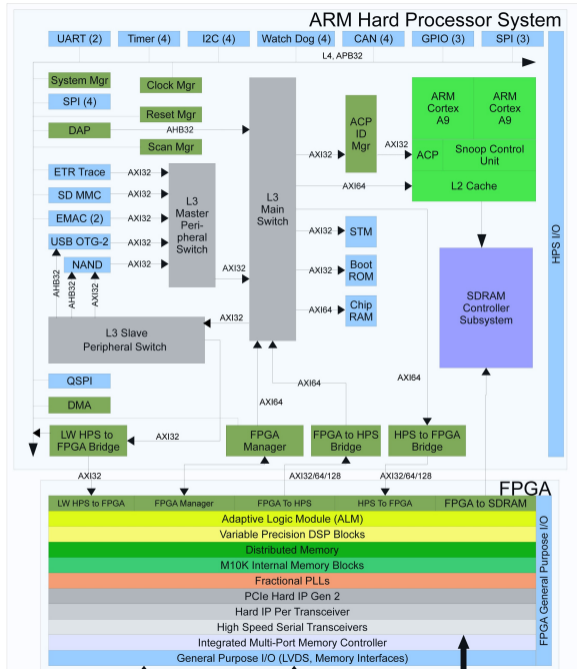 ARM Hard Processor System
UART (2)
Timer (4)
I2C (4)
Watch Dog (4)
CAN (4)
GPIO (3)
SPI (3)
L4, APB32
System Mgr
SPI (4)
DAP
Clock Mgr
Reset Mgr
Scan Mgr
AHB32
ETR Trace
SD MMC
EMAC (2)
USB OTG-2
NAND
AXI32
AXI32
AXI32
AXI32
AXI32
L3
Master
Peri-
pheral
Switch
AXI32
L3
Main
Switch
ACP
ID
Mgr
AXI32
AXI32
AXI64
ARM
Cortex
A9
ARM
Cortex
A9
ACP
Snoop Control
Unit
L2 Cache
HPS I/O
AXI32
STM
AXI32
Boot
ROM
AXI64
Chip
RAM
SDRAM
Controller
Subsystem
AHB32
AHB32
AXI32
AXI32
L3 Slave
Peripheral Switch
QSPI
DMA
AXI64
AXI64
AXI64
LW HPS to
FPGA Bridge
AXI32
FPGA
Manager
FPGA to HPS
Bridge
HPS to FPGA
Bridge
AXI32
AXI32/64/128
AXI32/64/128
FPGA
LW HPS to FPGA
FPGA Manager
FPGA To HPS
HPS To FPGA
FPGA to SDRAM
Adaptive Logic Module (ALM)
Variable Precision DSP Blocks
Distributed Memory
M10K Internal Memory Blocks
Fractional PLLs
PCIe Hard IP Gen 2
Hard IP Per Transceiver
High Speed Serial Transceivers
Integrated Multi-Port Memory Controller
General Purpose I/O (LVDS, Memory Interfaces)
FPGA General Purpose I/O